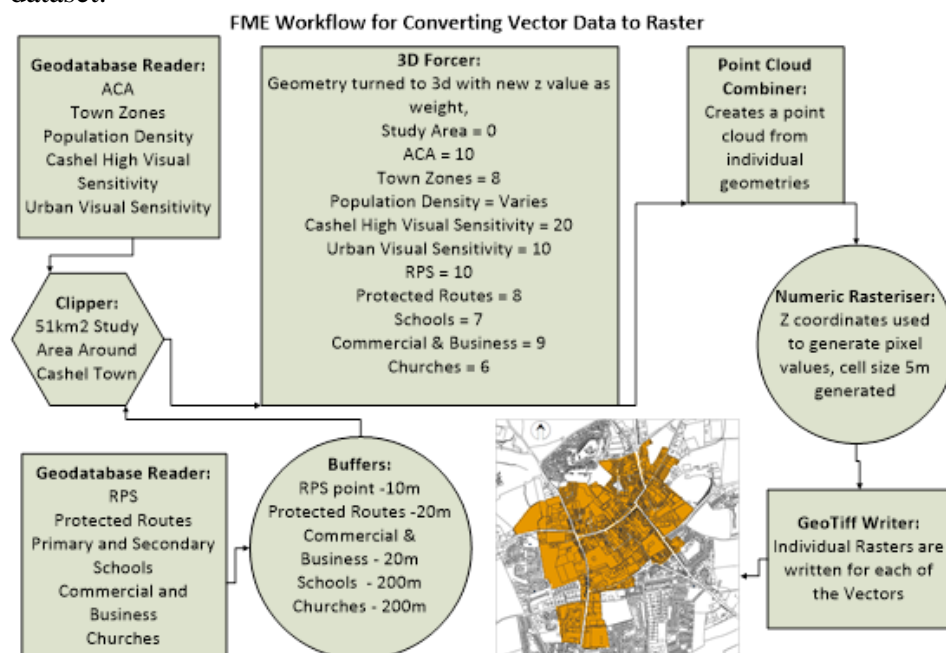 dataset.
FME Workflow for Converting Vector Data to Raster
Geodatabase Reader:
ACA
Town Zones
Population Density
Cashel High Visual
Sensitivity
Urban Visual Sensitivity
3D Forcer:
Geometry turned to 3d with new z value as
weight,
Study Area = 0
ACA = 10
Town Zones = 8
Population Density = Varies
Cashel High Visual Sensitivity = 20
Urban Visual Sensitivity = 10
RPS = 10
Protected Routes = 8
Schools = 7
Commercial & Business = 9
Churches = 6
Point Cloud
Combiner:
Creates a point
cloud from
individual
geometries
Clipper:
51km2 Study
Area Around
Cashel Town
Numeric Rasteriser:
Z coordinates used
to generate pixel
values, cell size 5m
generated
Geodatabase Reader:
RPS
Protected Routes
Primary and Secondary
Schools
Commercial and
Business
Churches
Buffers:
RPS point -10m
Protected Routes -20m
Commercial &
Business - 20m
Schools - 200m
Churches - 200m
GeoTiff Writer:
Individual Rasters are
written for each of
the Vectors